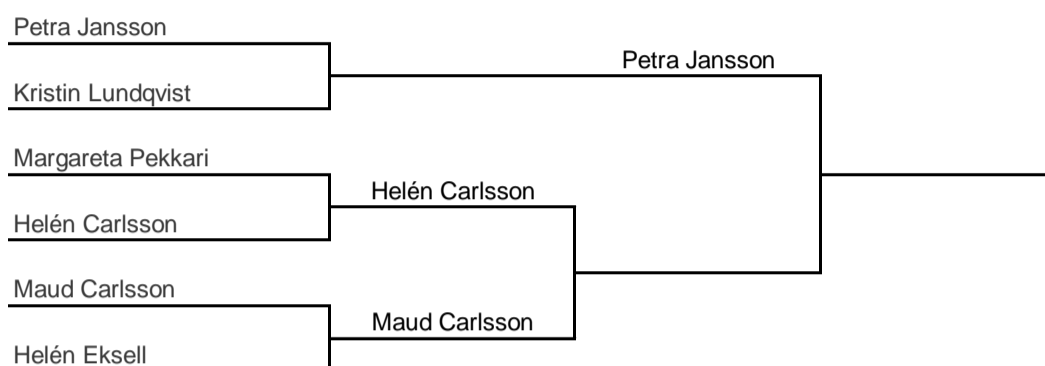 Petra Jansson
Petra Jansson
Kristin Lundqvist
Margareta Pekkari
Helén Carlsson
Helén Carlsson
Maud Carlsson
Maud Carlsson
Helén Eksell